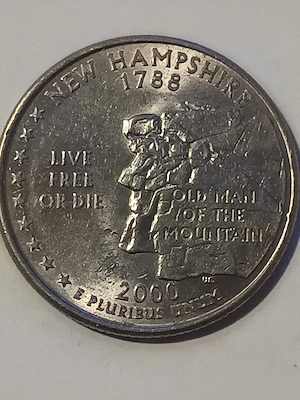 NEW HAMPSHIRE
1788
LIVE
FREE
OR DIE
OLD MAN
OF THE
MOUNTAIN
2000
E PLURIBUS UNUM